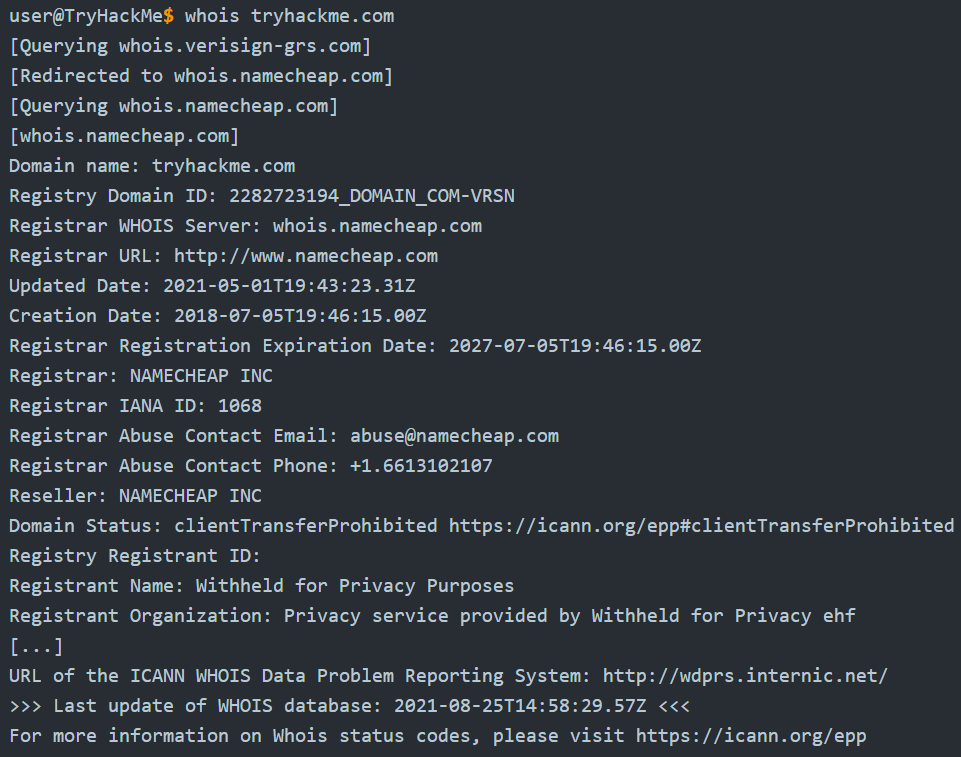 user@TryHackMe$ whois tryhackme.com
[Querying whois.verisign-grs.com]
[Redirected to whois.namecheap.com]
[Querying whois.namecheap.com]
[whois.namecheap.com]
Domain name: tryhackme.com
Registry Domain ID: 2282723194_DOMAIN_COM-VRSN
Registrar WHOIS Server: whois.namecheap.com
Registrar URL: http://www.namecheap.com
Updated Date: 2021-05-01T19:43:23.31Z
Creation Date: 2018-07-05T19:46:15.00Z
Registrar Registration Expiration Date: 2027-07-05T19:46:15.00Z
Registrar: NAMECHEAP INC
Registrar IANA ID: 1068
Registrar Abuse Contact Email: abuse@namecheap.com
Registrar Abuse Contact Phone: +1.6613102107
Reseller: NAMECHEAP INC
Domain Status: clientTransferProhibited https://icann.org/epp#clientTransferProhibited
Registry Registrant ID:
Registrant Name: Withheld for Privacy Purposes
Registrant Organization: Privacy service provided by Withheld for Privacy ehf
[...]
URL of the ICANN WHOIS Data Problem Reporting System: http://wdprs.internic.net/
>>> Last update of WHOIS database: 2021-08-25T14:58:29.57Z <<<
For more information on Whois status codes, please visit https://icann.org/epp